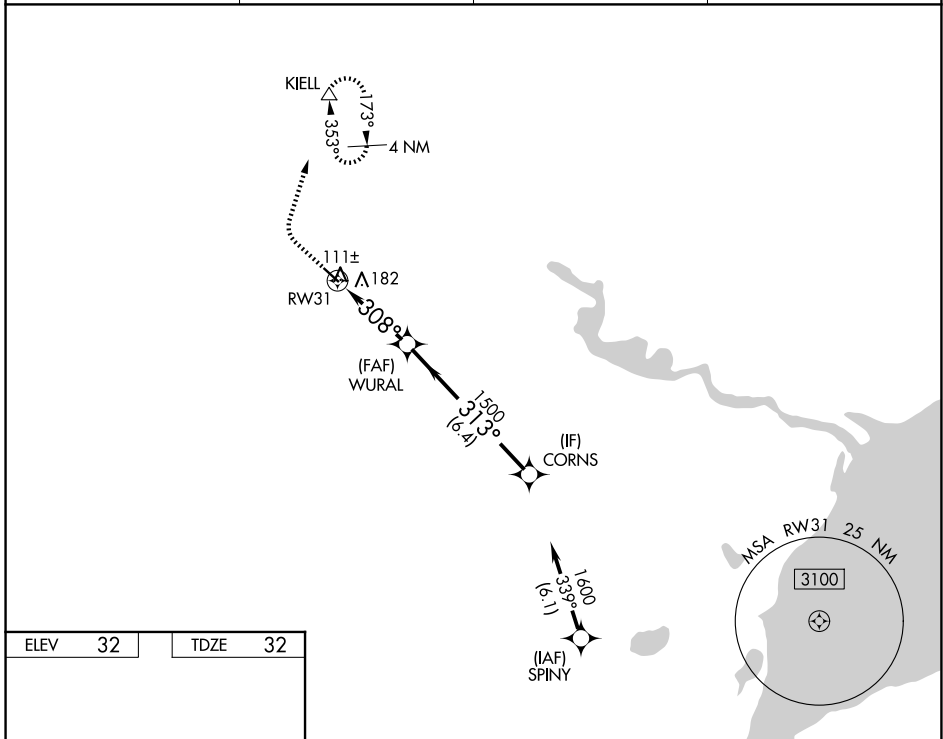 KIELL
173°
353°
4 NM
111±
182
RW31
308°
(FAF)
WURAL
1500
313°
(6.4)
(IF)
CORNS
MSA RW31 25 NM
3100
1600
339°
(6.1)
(IAF)
SPINY
ELEV 32
TDZE 32